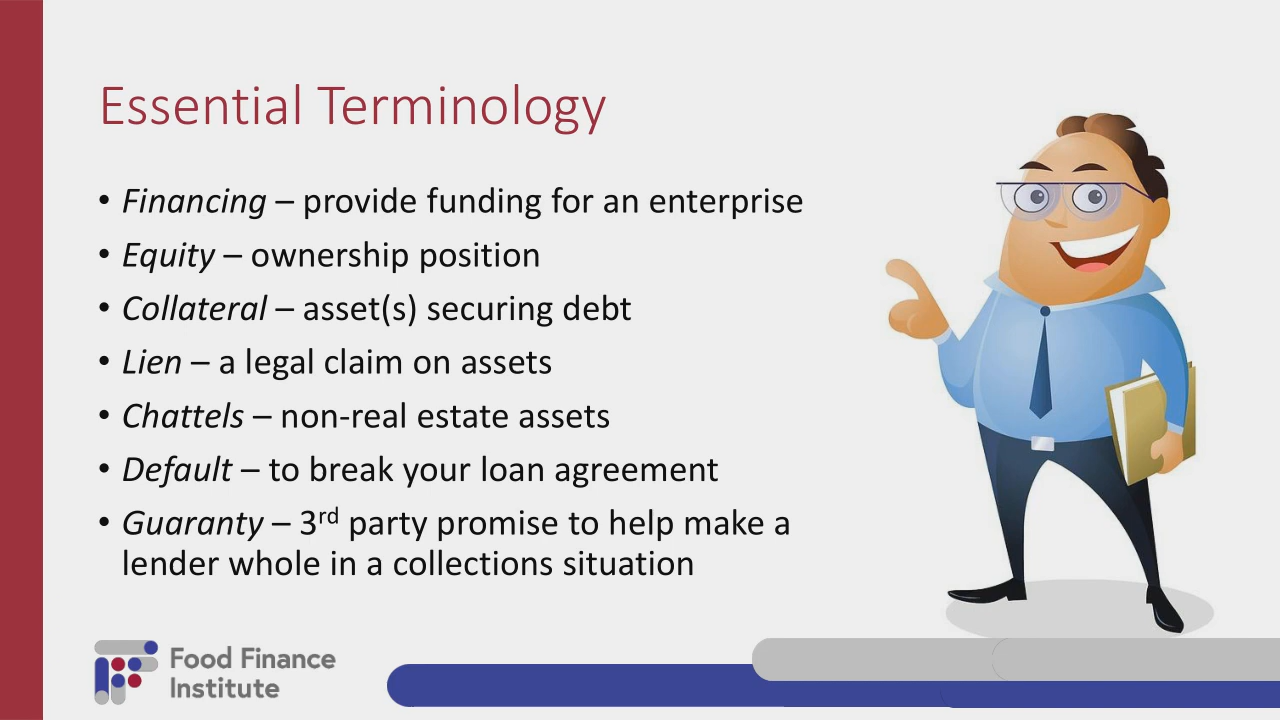 Essential Terminology
• Financing – provide funding for an enterprise
• Equity – ownership position
• Collateral – asset(s) securing debt
• Lien – a legal claim on assets
• Chattels – non-real estate assets
• Default – to break your loan agreement
• Guaranty – 3rd party promise to help make a
lender whole in a collections situation
Food Finance
Institute